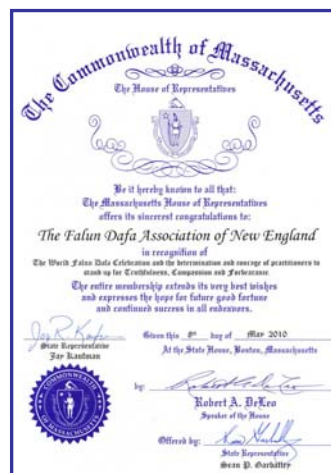 The Commonwealth of Massachusetts
The House of Representatives
Be it hereby known to all that:
The Massachusetts House of Representatives
offers its sincerest congratulations to:
The Falun Dafa Association of New England
in recognition of
The World Falun Dafa Celebration and the determination and courage of practitioners to
stand up for Truthfulness, Compassion and Forbearance
The entire membership extends its very best wishes
and expresses the hope for future good fortune
and continued success in all endeavors.
State Representative
Jay Kaufman
Given this 8th day of May 2010
At the State House, Boston, Massachusetts
by:
Robert A. DeLeo
Speaker of the House
Offered by:
State Representative
Sean P. Garballey
COMMONWEALTH
OF MASSACHUSETTS